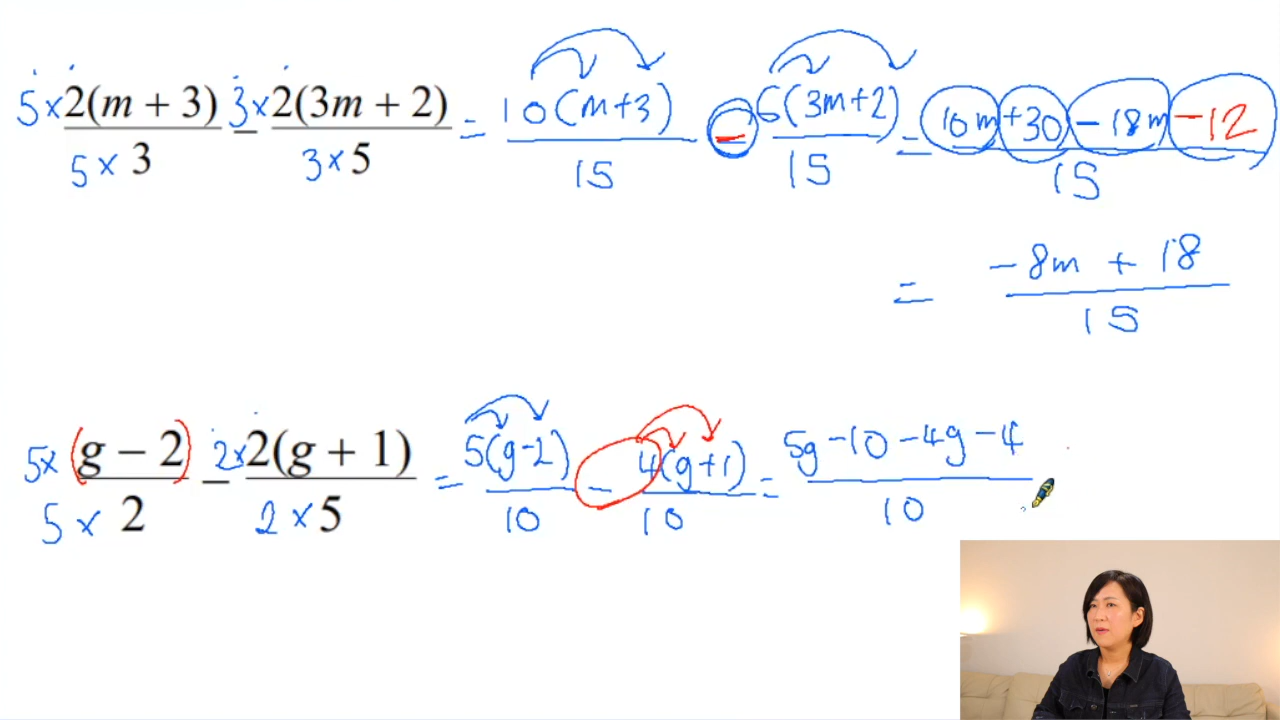 5 × 2(m + 3)/5 × 3 − 3 × 2(3m + 2)/3 × 5 = 10(m+3)/15 − 6(3m+2)/15 = 10m +30 − 18m −12/15
= −8m + 18/15
5× (g − 2)/5 × 2 − 2×2(g + 1)/2 × 5 = 5(g−2)/10 − 4(g+1)/10 = 5g −10 −4g −4/10